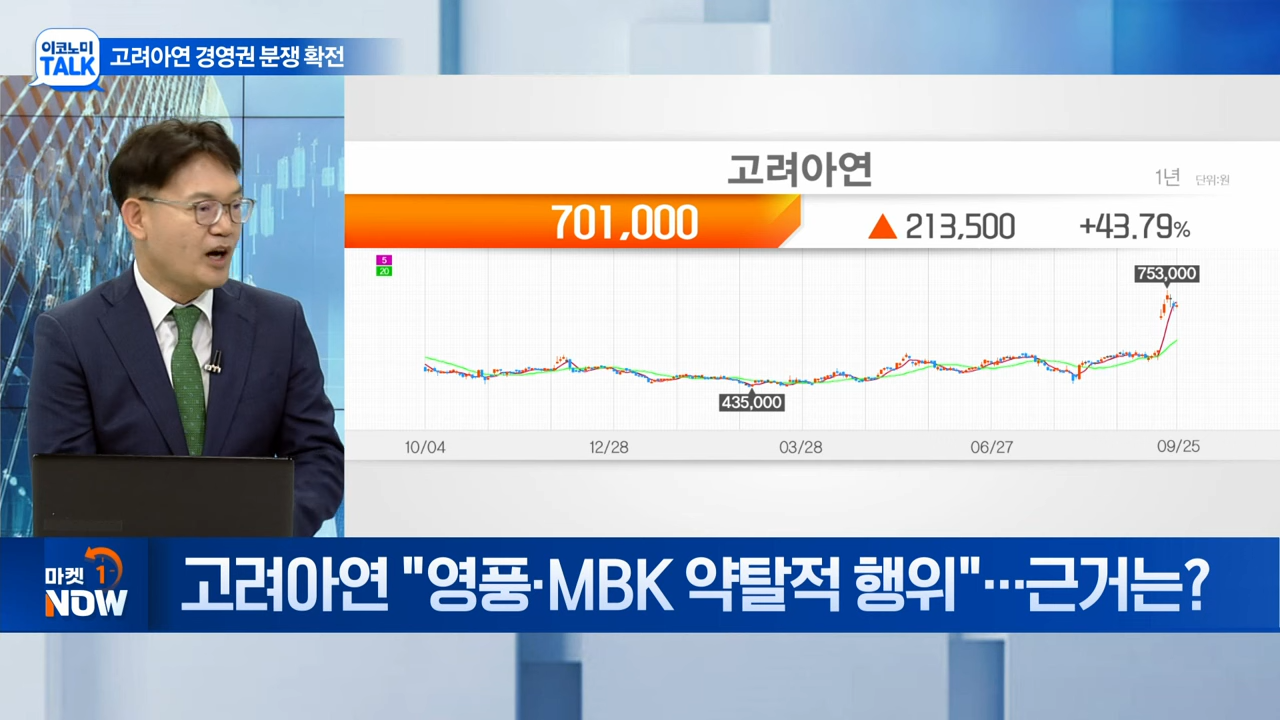 이코노미
TALK
고려아연 경영권 분쟁 확전
고려아연
1년 단위:원
701,000 ▲ 213,500 +43.79%
5
20
753,000
435,000
10/04 12/28 03/28 06/27 09/25
마켓 1
NOW
고려아연 "영풍·MBK 약탈적 행위"…근거는?